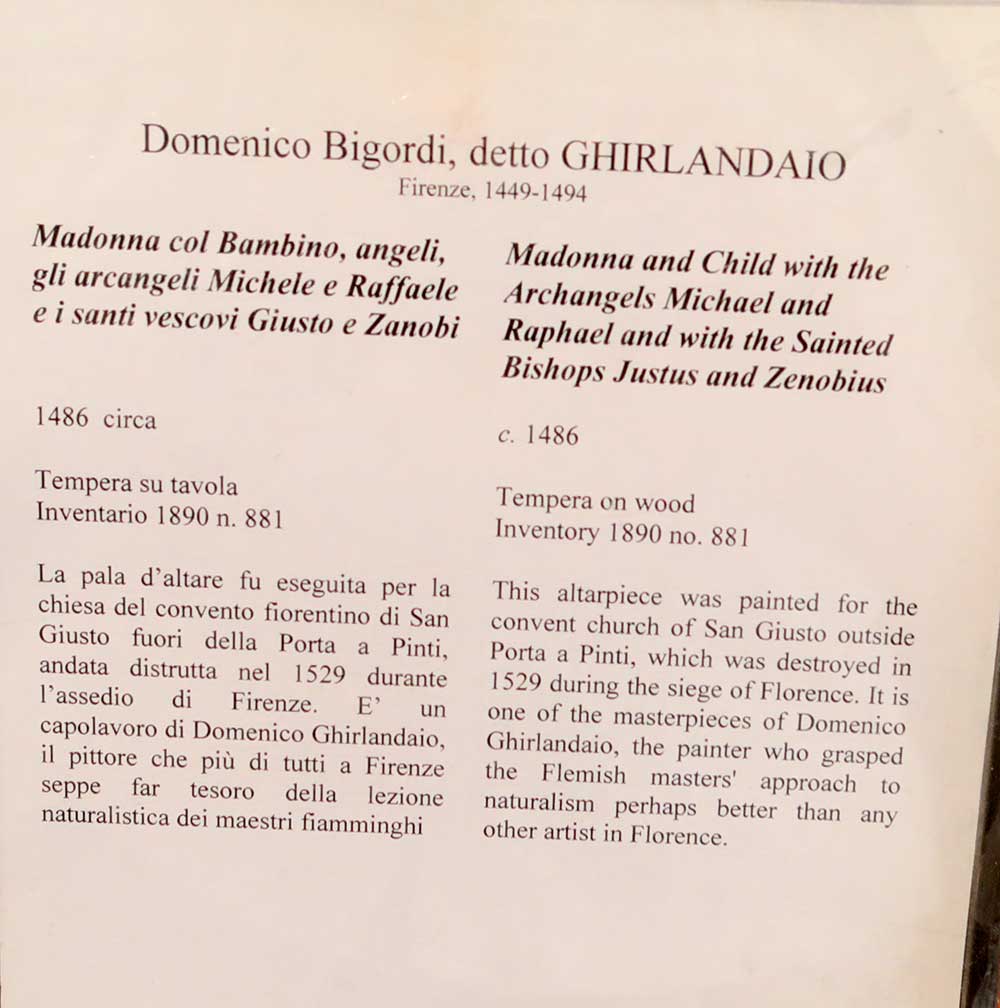 Domenico Bigordi, detto GHIRLANDAIO
Firenze, 1449-1494
Madonna col Bambino, angeli,
gli arcangeli Michele e Raffaele
e i santi vescovi Giusto e Zanobi
1486 circa
Tempera su tavola
Inventario 1890 n. 881
La pala d'altare fu eseguita per la
chiesa del convento fiorentino di San
Giusto fuori della Porta a Pinti,
andata distrutta nel 1529 durante
l'assedio di Firenze. E' un
capolavoro di Domenico Ghirlandaio,
il pittore che più di tutti a Firenze
seppe far tesoro della lezione
naturalistica dei maestri fiamminghi
Madonna and Child with the
Archangels Michael and
Raphael and with the Sainted
Bishops Justus and Zenobius
c. 1486
Tempera on wood
Inventory 1890 no. 881
This altarpiece was painted for the
convent church of San Giusto outside
Porta a Pinti, which was destroyed in
1529 during the siege of Florence. It is
one of the masterpieces of Domenico
Ghirlandaio, the painter who grasped
the Flemish masters' approach to
naturalism perhaps better than any
other artist in Florence.